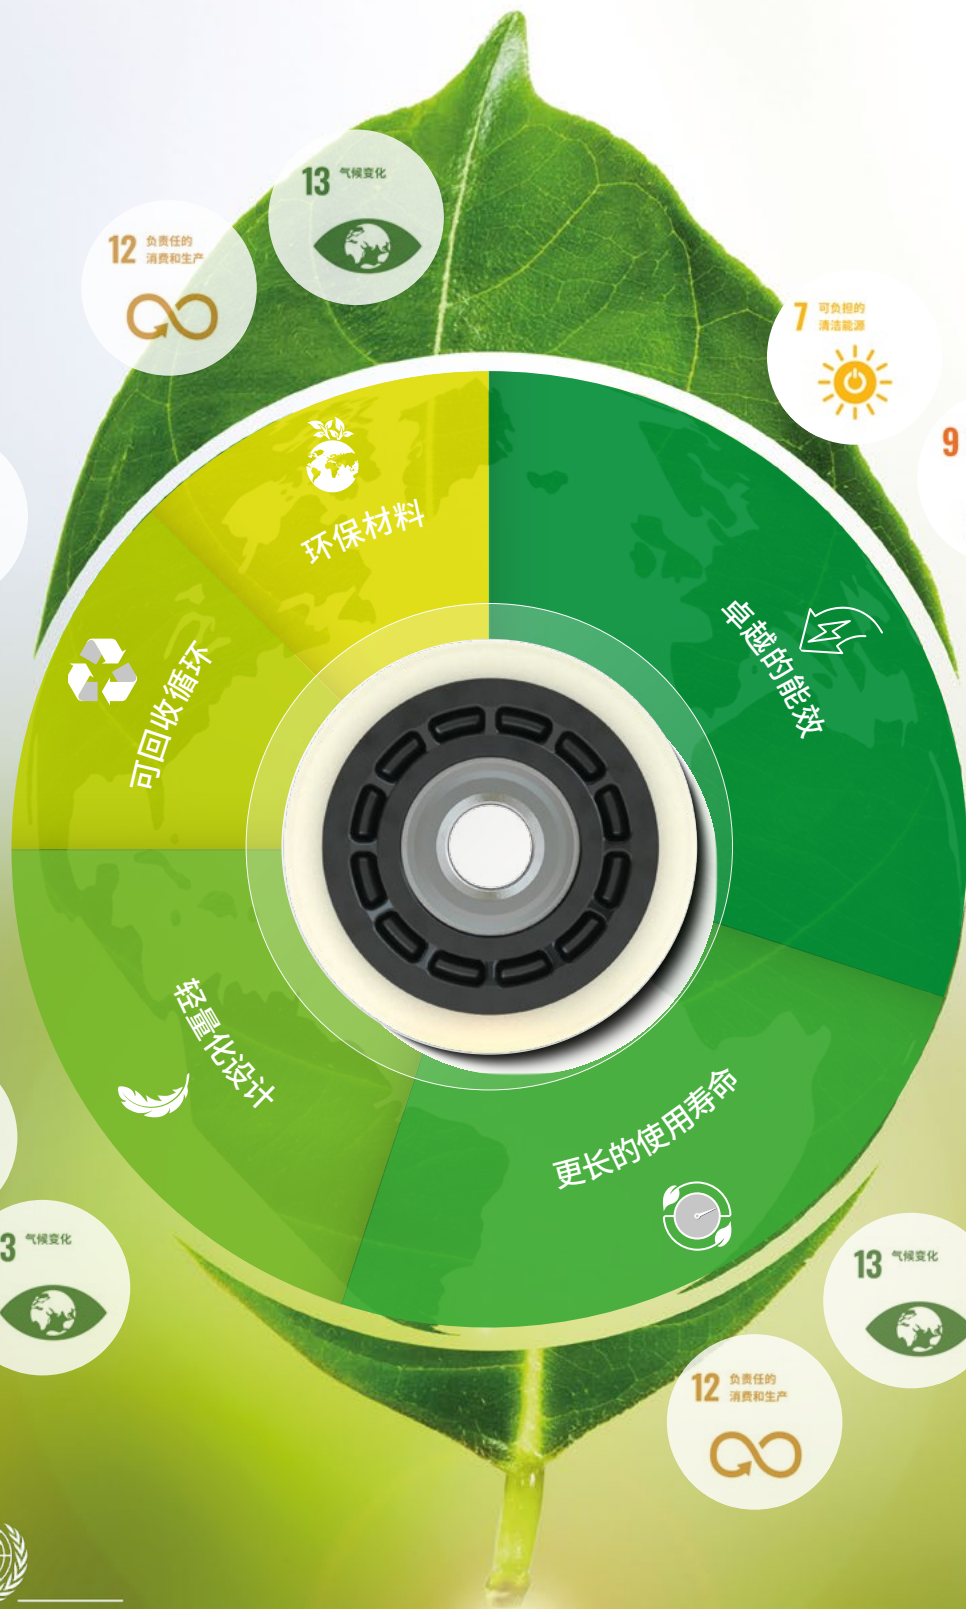 13 气候变化
12 负责任的
消费和生产
7 可负担的
清洁能源
9
环保材料
卓越的能效
可回收循环
轻量化设计
更长的使用寿命
3 气候变化
13 气候变化
12 负责任的
消费和生产